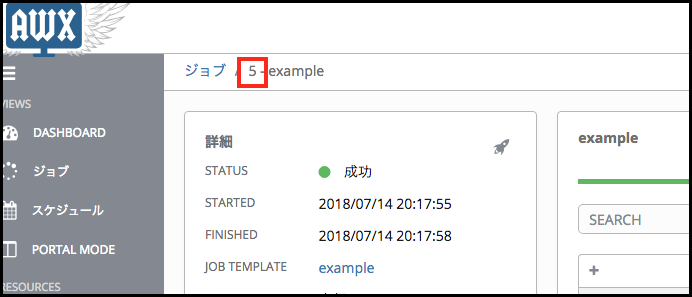 AWX
ジョブ / 5 - example
VIEWS
DASHBOARD
ジョブ
スケジュール
PORTAL MODE
RESOURCES
詳細
STATUS 成功
STARTED 2018/07/14 20:17:55
FINISHED 2018/07/14 20:17:58
JOB TEMPLATE example
example
SEARCH
+